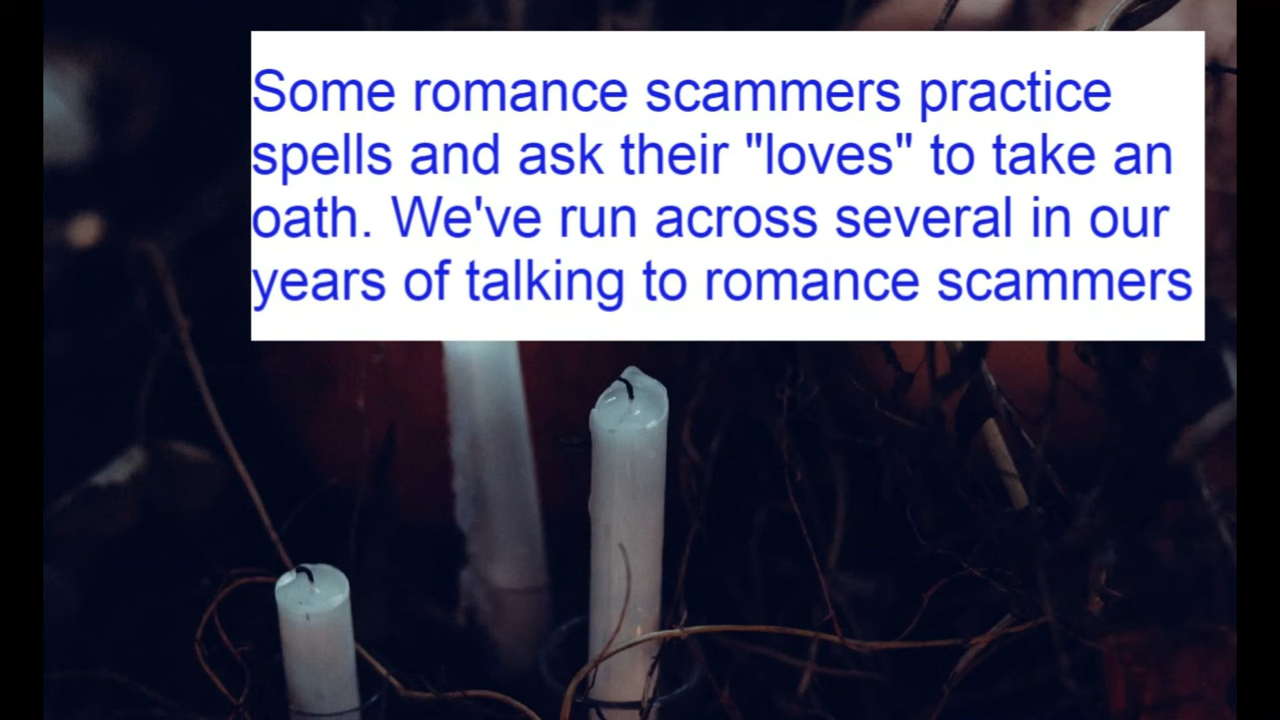 Some romance scammers practice
spells and ask their "loves" to take an
oath. We've run across several in our
years of talking to romance scammers